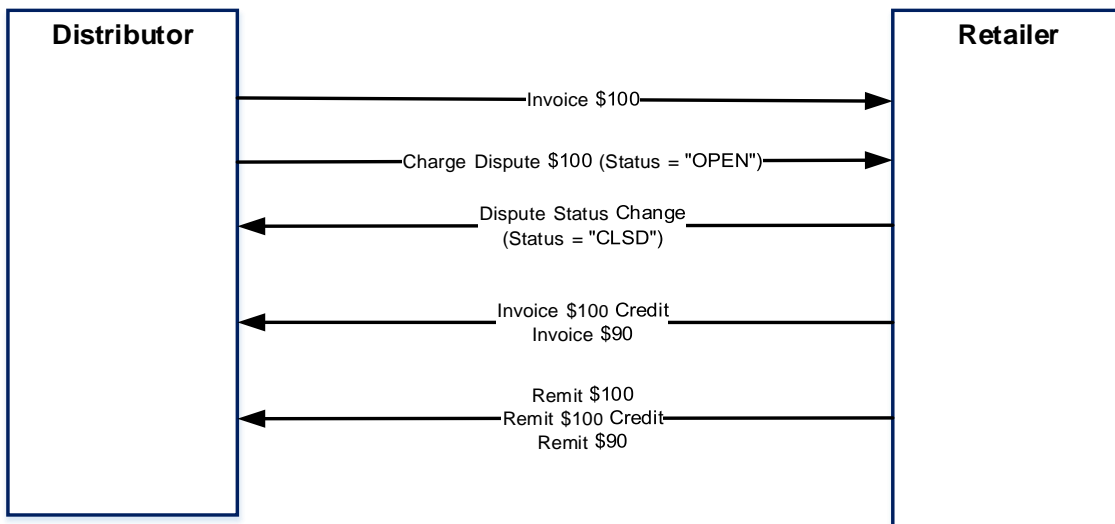 Distributor
Retailer
Invoice $100
Charge Dispute $100 (Status = "OPEN")
Dispute Status Change
(Status = "CLSD")
Invoice $100 Credit
Invoice $90
Remit $100
Remit $100 Credit
Remit $90